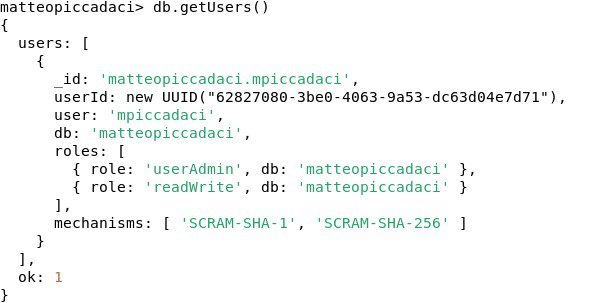 matteopiccadaci> db.getUsers()
{
  users: [
    {
      _id: 'matteopiccadaci.mpiccadaci',
      userId: new UUID("62827080-3be0-4063-9a53-dc63d04e7d71"),
      user: 'mpiccadaci',
      db: 'matteopiccadaci',
      roles: [
        { role: 'userAdmin', db: 'matteopiccadaci' },
        { role: 'readWrite', db: 'matteopiccadaci' }
      ],
      mechanisms: [ 'SCRAM-SHA-1', 'SCRAM-SHA-256' ]
    }
  ],
  ok: 1
}